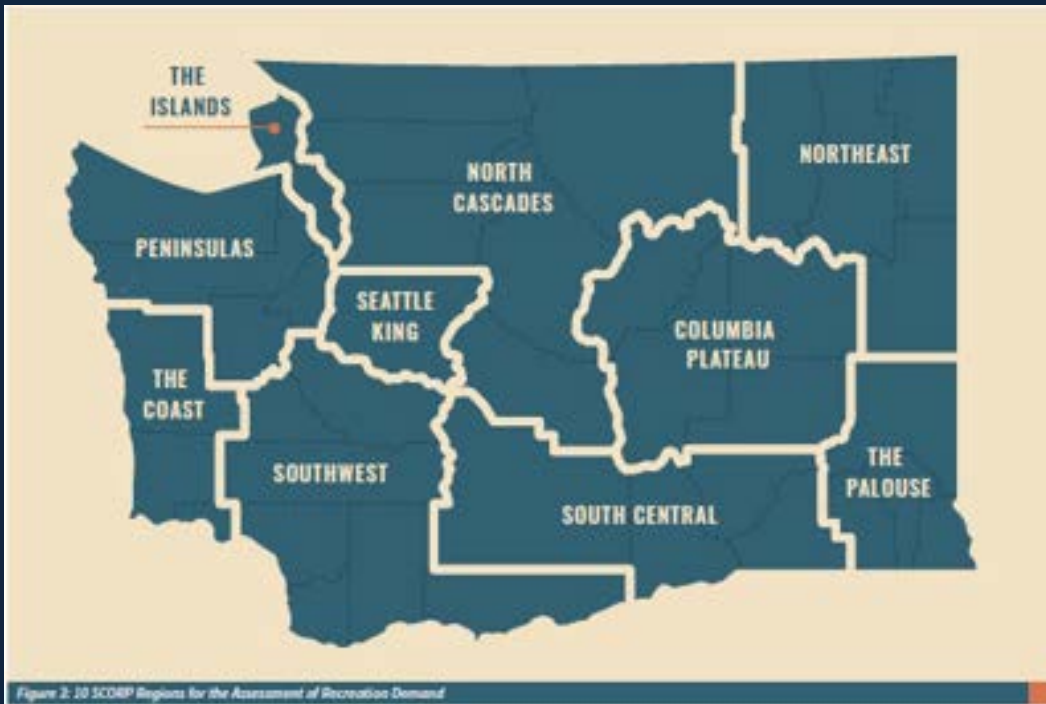 THE
ISLANDS
NORTH
CASCADES
NORTHEAST
PENINSULAS
SEATTLE
KING
COLUMBIA
PLATEAU
THE
COAST
SOUTHWEST
SOUTH CENTRAL
THE
PALOUSE
Figure 2: 10 SCORP Regions for the Assessment of Recreation Demand